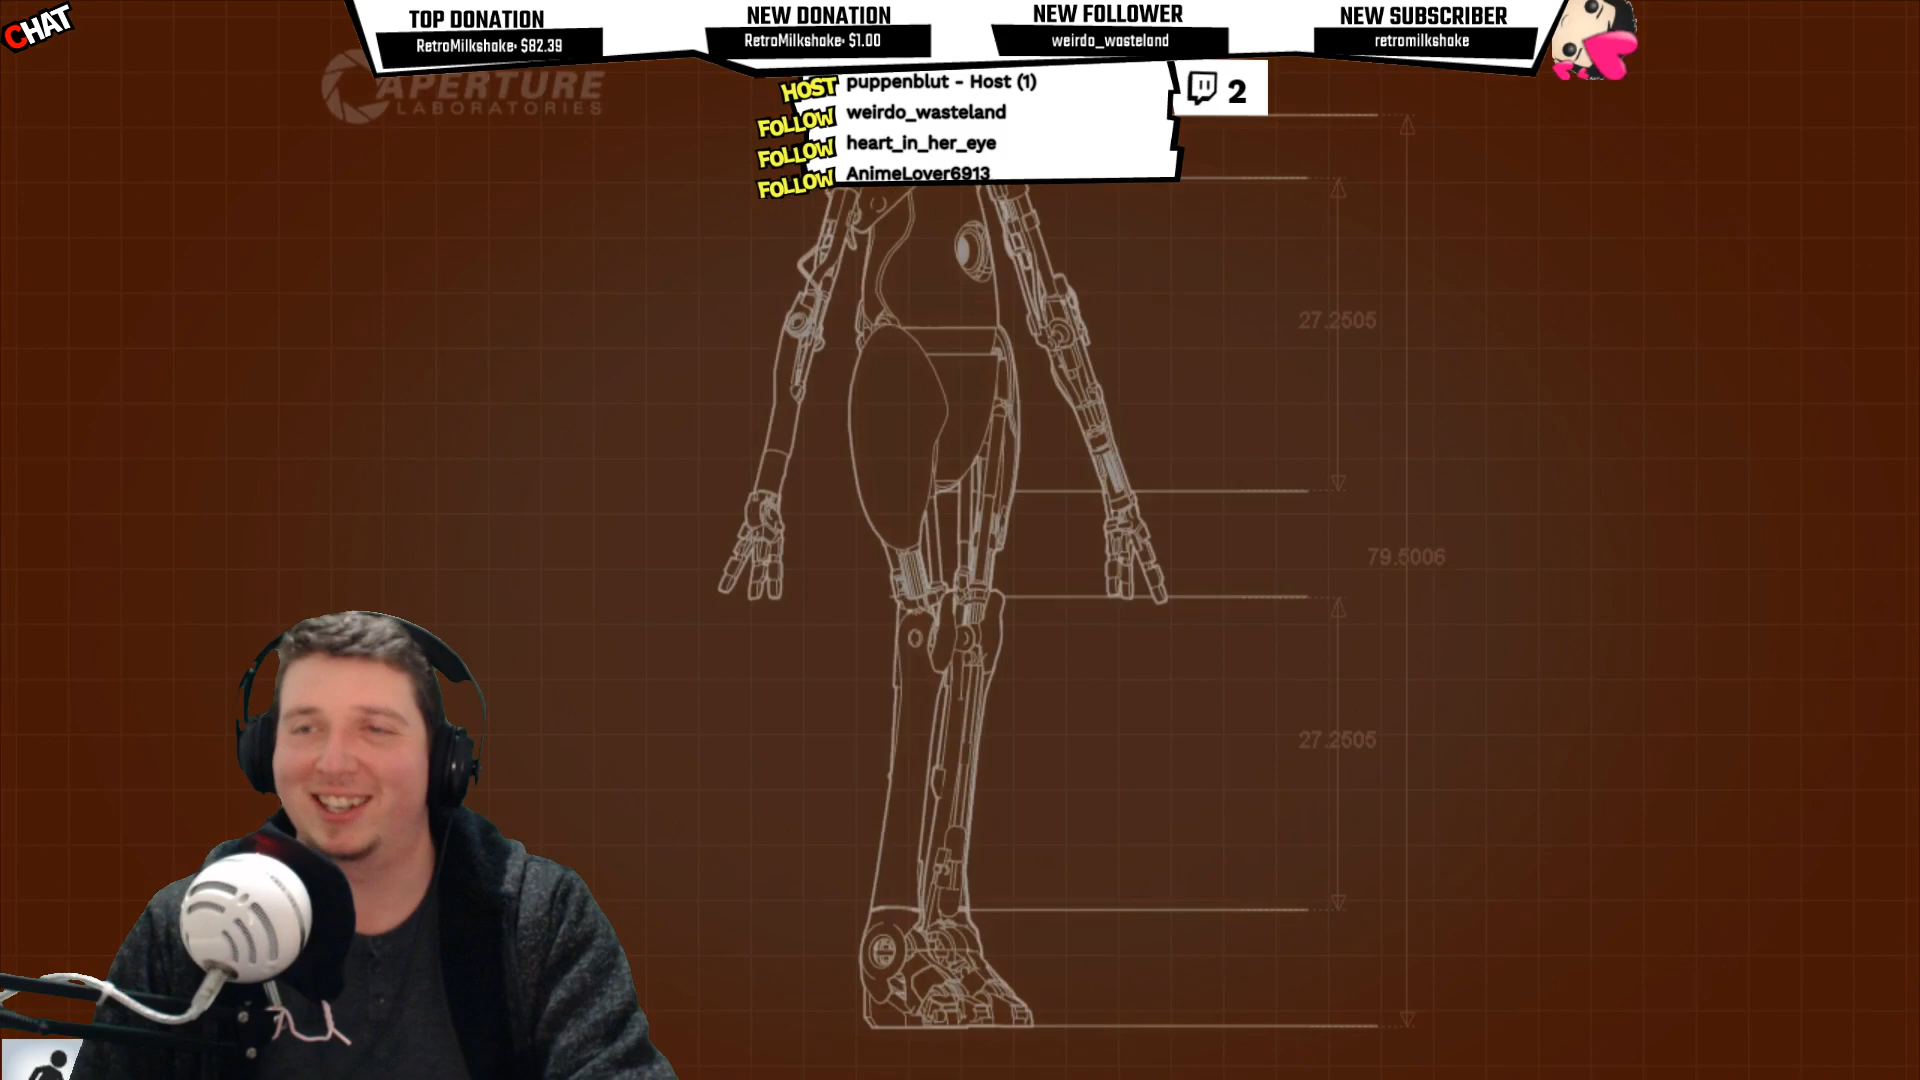 CHAT
TOP DONATION
RetroMilkshake: $82.39
NEW DONATION
RetroMilkshake: $1.00
NEW FOLLOWER
weirdo_wasteland
NEW SUBSCRIBER
retromilkshake
APERTURE
LABORATORIES
HOST puppenblut - Host (1)
FOLLOW weirdo_wasteland
FOLLOW heart_in_her_eye
FOLLOW AnimeLover6913
2
27.2505
79.5006
27.2505